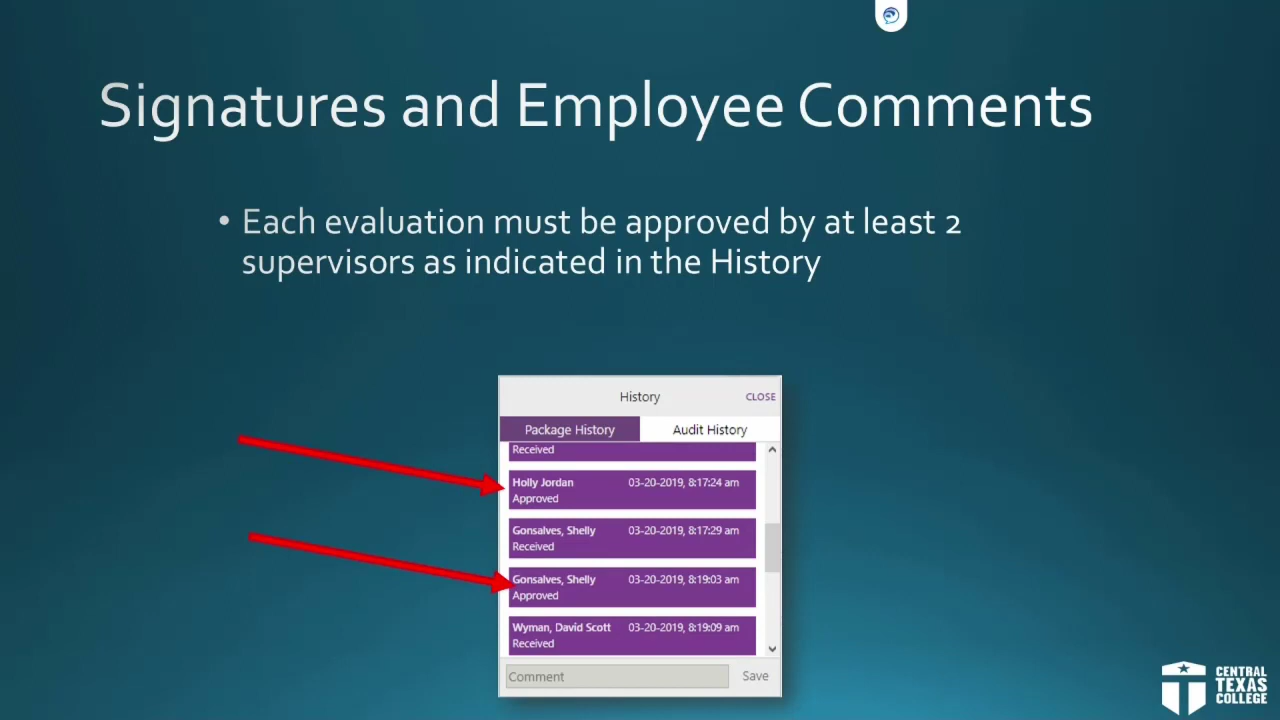 Signatures and Employee Comments
• Each evaluation must be approved by at least 2
supervisors as indicated in the History
History CLOSE
Package History Audit History
Received
Holly Jordan 03-20-2019, 8:17:24 am
Approved
Gonsalves, Shelly 03-20-2019, 8:17:29 am
Received
Gonsalves, Shelly 03-20-2019, 8:19:03 am
Approved
Wyman, David Scott 03-20-2019, 8:19:09 am
Received
Comment Save
CENTRAL
TEXAS
COLLEGE